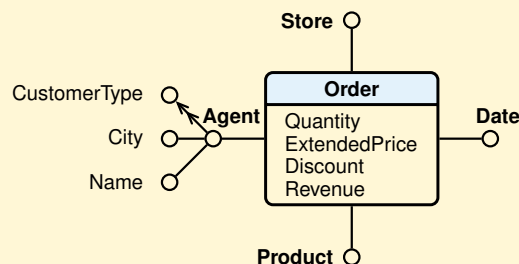 Store
Order
CustomerType
Agent
Quantity
Date
City
ExtendedPrice
Discount
Name
Revenue
Product